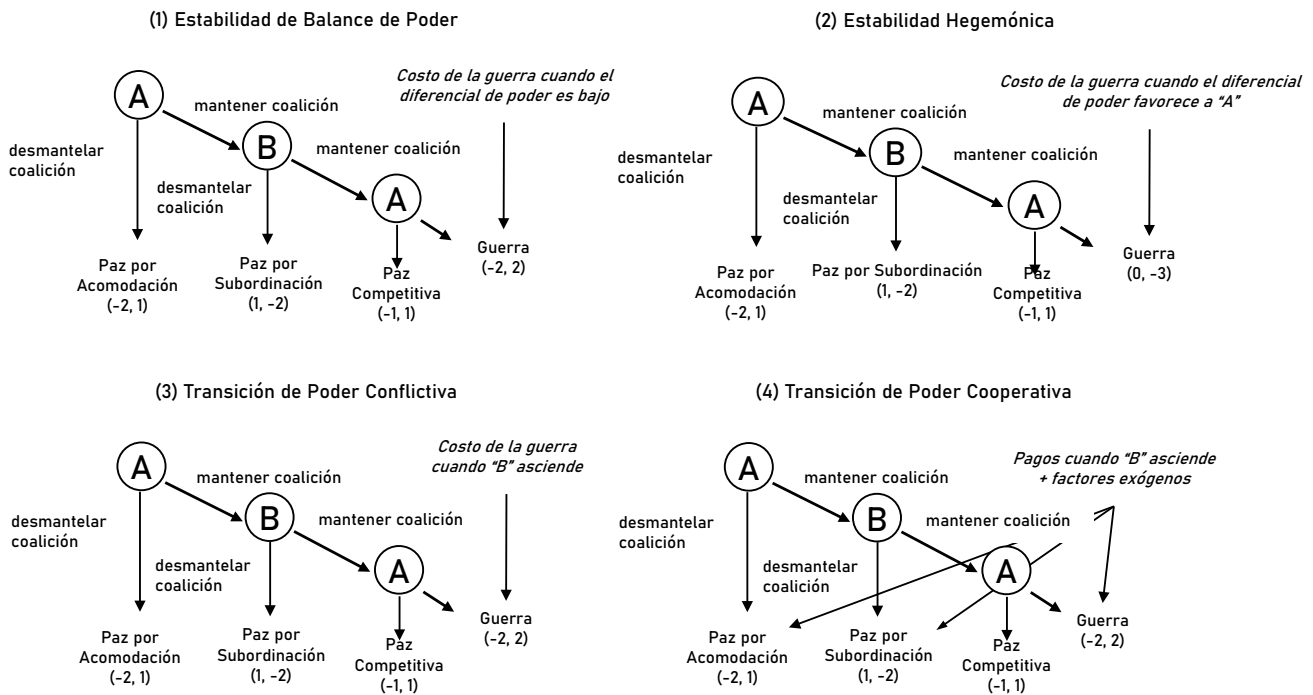 (1) Estabilidad de Balance de Poder
A
mantener coalición
Costo de la guerra cuando el
diferencial de poder es bajo
desmantelar
coalición
B
mantener coalición
desmantelar
coalición
A
Paz por
Acomodación
(-2, 1)
Paz por
Subordinación
(1, -2)
Paz
Competitiva
(-1, 1)
Guerra
(-2, 2)
(2) Estabilidad Hegemónica
A
mantener coalición
Costo de la guerra cuando el diferencial
de poder favorece a "A"
desmantelar
coalición
B
mantener coalición
desmantelar
coalición
A
Paz por
Acomodación
(-2, 1)
Paz por Subordinación
(1, -2)
Paz
Competitiva
(-1, 1)
Guerra
(0, -3)
(3) Transición de Poder Conflictiva
A
mantener coalición
Costo de la guerra
cuando "B" asciende
desmantelar
coalición
B
mantener coalición
desmantelar
coalición
A
Paz por
Acomodación
(-2, 1)
Paz por
Subordinación
(1, -2)
Paz
Competitiva
(-1, 1)
Guerra
(-2, 2)
(4) Transición de Poder Cooperativa
A
mantener coalición
Pagos cuando "B" asciende
+ factores exógenos
desmantelar
coalición
B
mantener coalición
desmantelar
coalición
A
Paz por
Acomodación
(-2, 1)
Paz por
Subordinación
(1, -2)
Paz
Competitiva
(-1, 1)
Guerra
(-2, 2)